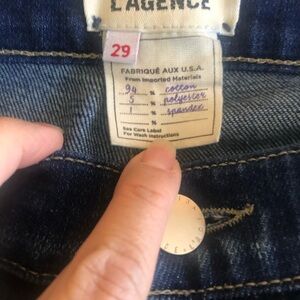 L'AGENCE
29
FABRIQUÉ AUX U.S.A.
From Imported Materials
94 % cotton
5 % polyester
1 % spandex
%
See Care Label
For Wash Instructions